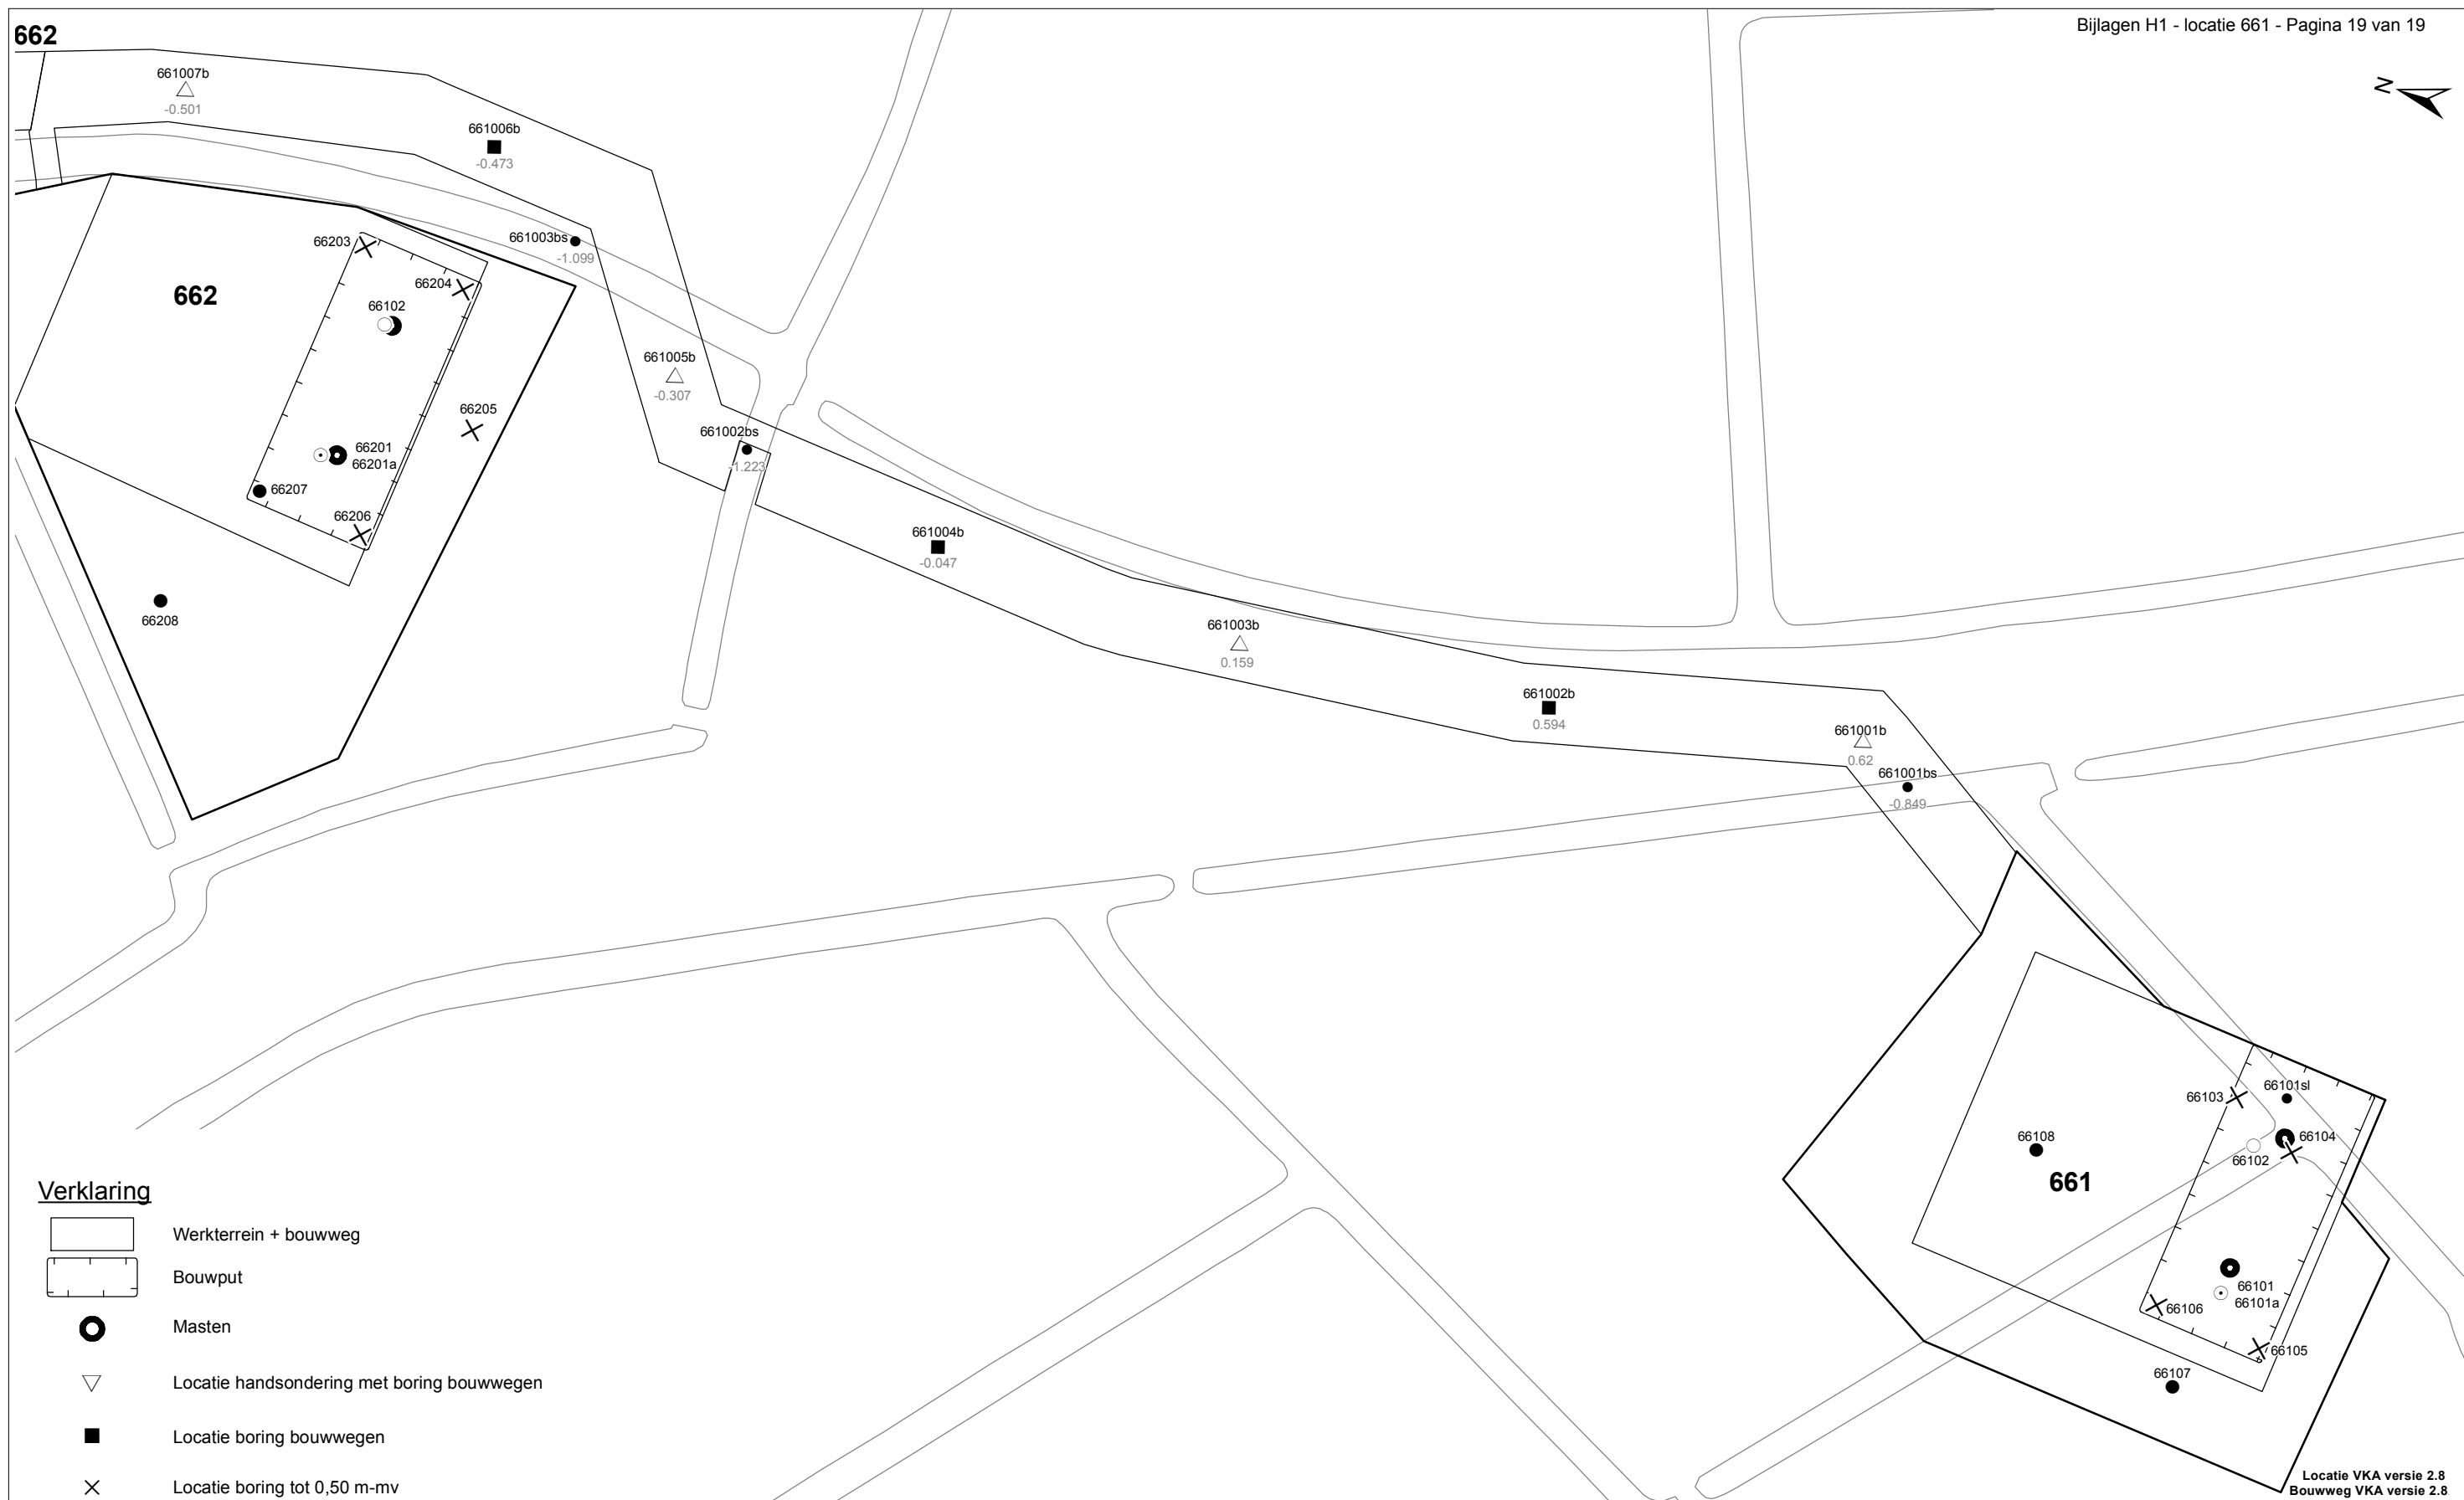 662
Bijlagen H1 - locatie 661 - Pagina 19 van 19
N
661007b
-0.501
661006b
-0.473
661003bs
-1.099
66203
66204
662
66102
661005b
-0.307
66205
661002bs
-1.223
66201
66201a
66207
66206
661004b
-0.047
66208
661003b
0.159
661002b
0.594
661001b
0.62
661001bs
-0.849
66101sl
66103
66108
66104
66102
661
66101
66101a
66106
66105
66107
Verklaring
Werkterrein + bouwweg
Bouwput
Masten
Locatie handsondering met boring bouwwegen
Locatie boring bouwwegen
Locatie boring tot 0,50 m-mv
Locatie VKA versie 2.8
Bouwweg VKA versie 2.8